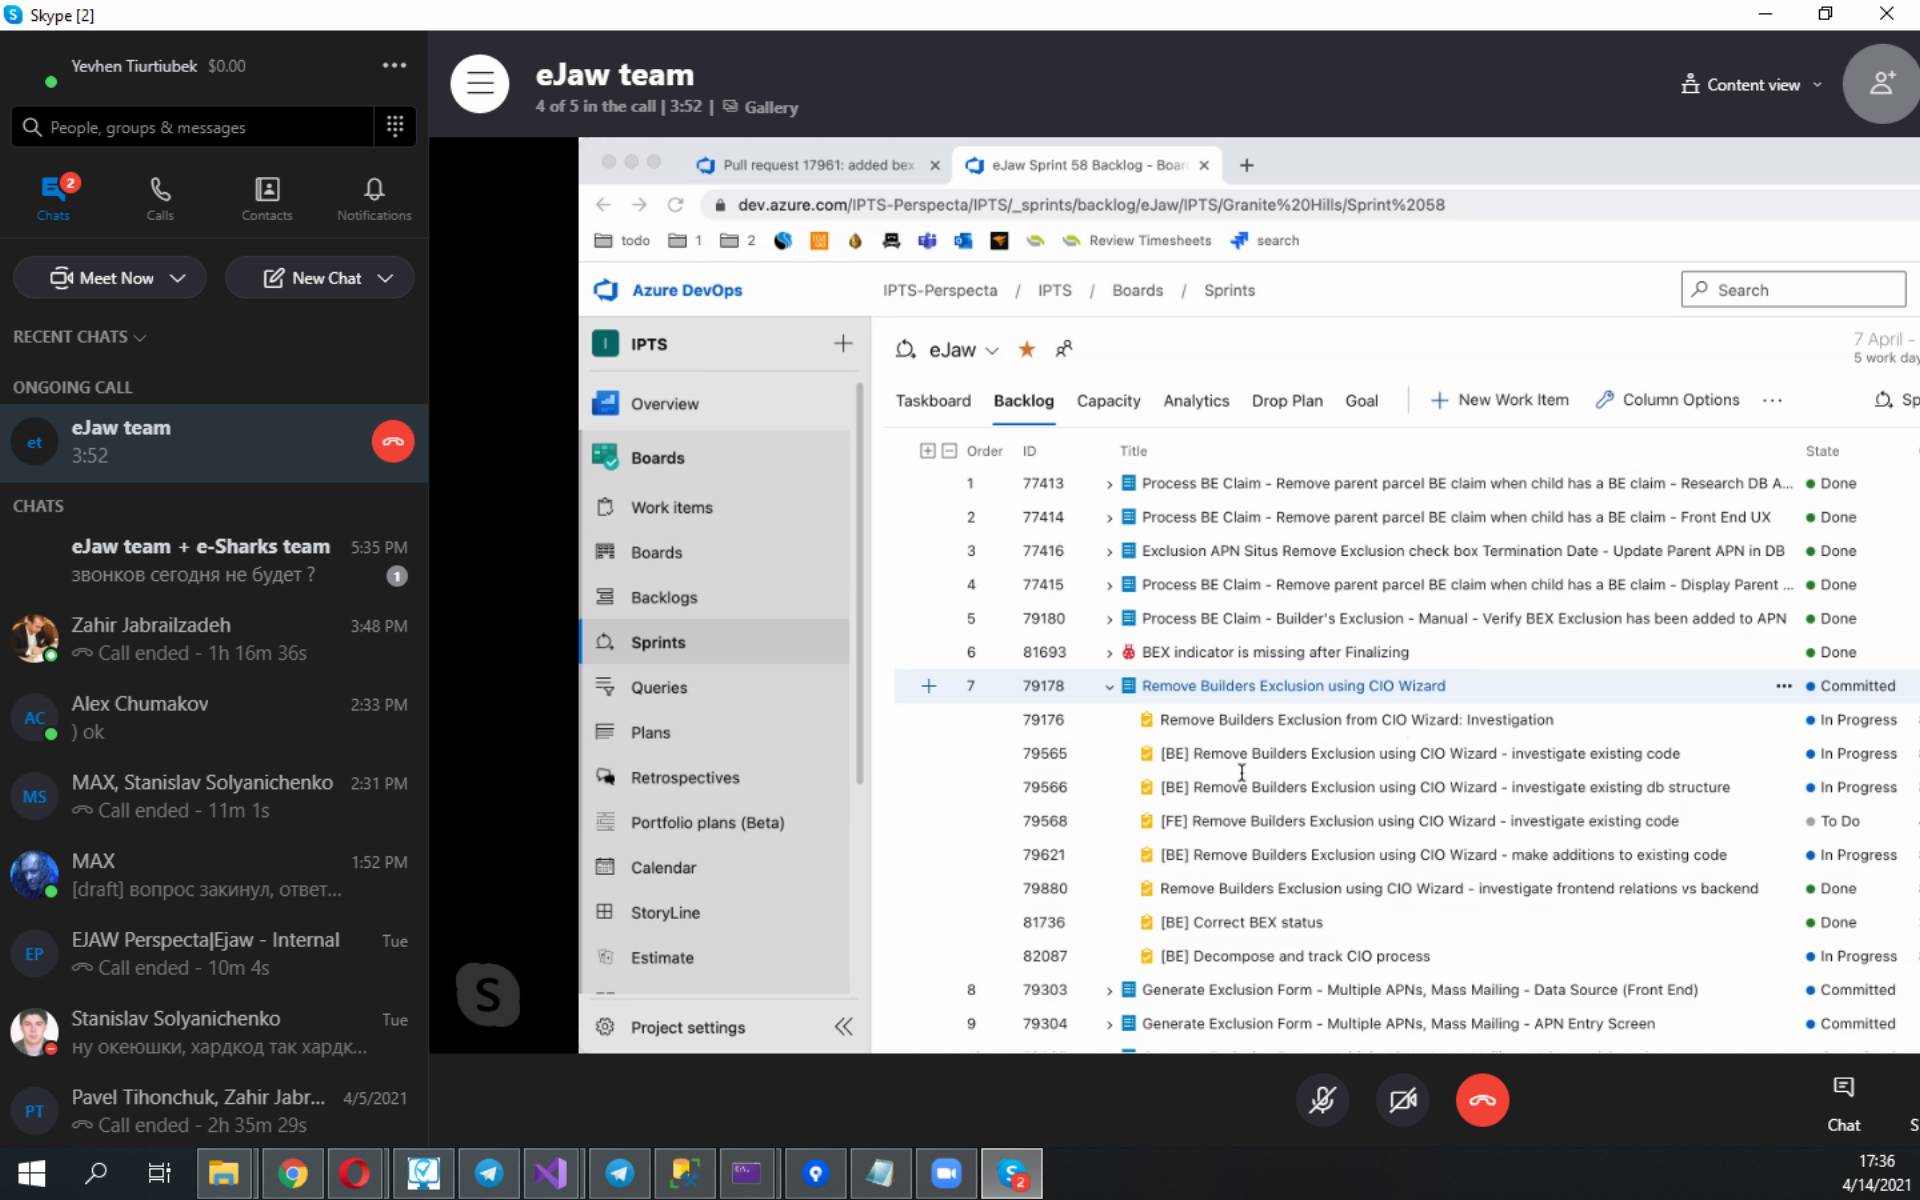 Skype [2]
Yevhen Tiurtiubek $0.00
People, groups & messages
2
Chats
Calls
Contacts
Notifications
Meet Now
New Chat
RECENT CHATS
ONGOING CALL
et
eJaw team
3:52
CHATS
eJaw team + e-Sharks team 5:35 PM
звонков сегодня не будет ? 1
Zahir Jabrailzadeh 3:48 PM
Call ended - 1h 16m 36s
AC
Alex Chumakov 2:33 PM
) ok
MS
MAX, Stanislav Solyanichenko 2:31 PM
Call ended - 11m 1s
MAX 1:52 PM
[draft] вопрос закинул, ответ...
EP
EJAW Perspecta|Ejaw - Internal Tue
Call ended - 10m 4s
Stanislav Solyanichenko Tue
ну океюшки, хардкод так хардк...
PT
Pavel Tihonchuk, Zahir Jabr... 4/5/2021
Call ended - 2h 35m 29s
eJaw team
4 of 5 in the call | 3:52 | Gallery
Content view
Pull request 17961: added bex
eJaw Sprint 58 Backlog - Boar
dev.azure.com/IPTS-Perspecta/IPTS/_sprints/backlog/eJaw/IPTS/Granite%20Hills/Sprint%2058
todo 1 2 Review Timesheets search
Azure DevOps
IPTS-Perspecta / IPTS / Boards / Sprints
Search
I IPTS
Overview
Boards
Work items
Boards
Backlogs
Sprints
Queries
Plans
Retrospectives
Portfolio plans (Beta)
Calendar
StoryLine
Estimate
Project settings
eJaw
7 April -
5 work day
Taskboard Backlog Capacity Analytics Drop Plan Goal New Work Item Column Options ... Sp
Order ID Title State
1 77413 Process BE Claim - Remove parent parcel BE claim when child has a BE claim - Research DB A... Done
2 77414 Process BE Claim - Remove parent parcel BE claim when child has a BE claim - Front End UX Done
3 77416 Exclusion APN Situs Remove Exclusion check box Termination Date - Update Parent APN in DB Done
4 77415 Process BE Claim - Remove parent parcel BE claim when child has a BE claim - Display Parent ... Done
5 79180 Process BE Claim - Builder's Exclusion - Manual - Verify BEX Exclusion has been added to APN Done
6 81693 BEX indicator is missing after Finalizing Done
7 79178 Remove Builders Exclusion using CIO Wizard ... Committed
79176 Remove Builders Exclusion from CIO Wizard: Investigation In Progress
79565 [BE] Remove Builders Exclusion using CIO Wizard - investigate existing code In Progress
79566 [BE] Remove Builders Exclusion using CIO Wizard - investigate existing db structure In Progress
79568 [FE] Remove Builders Exclusion using CIO Wizard - investigate existing code To Do
79621 [BE] Remove Builders Exclusion using CIO Wizard - make additions to existing code In Progress
79880 Remove Builders Exclusion using CIO Wizard - investigate frontend relations vs backend Done
81736 [BE] Correct BEX status Done
82087 [BE] Decompose and track CIO process In Progress
8 79303 Generate Exclusion Form - Multiple APNs, Mass Mailing - Data Source (Front End) Committed
9 79304 Generate Exclusion Form - Multiple APNs, Mass Mailing - APN Entry Screen Committed
Chat
S
2
17:36
4/14/2021